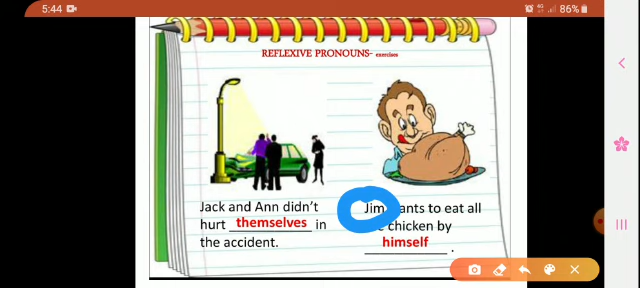 5:44
4G
86%
REFLEXIVE PRONOUNS- exercises
Jack and Ann didn't
hurt themselves in
the accident.
Jim ants to eat all
e chicken by
himself.